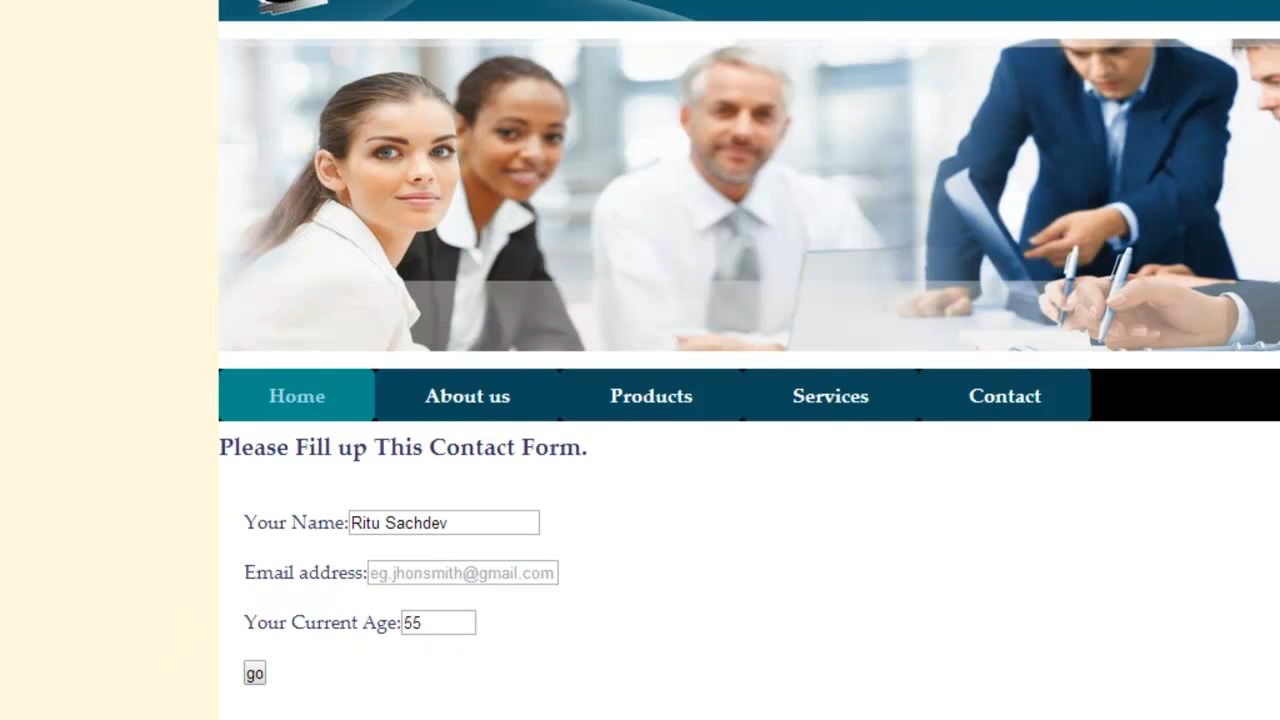 Home About us Products Services Contact
Please Fill up This Contact Form.
Your Name: Ritu Sachdev
Email address: eg.jhonsmith@gmail.com
Your Current Age: 55
go